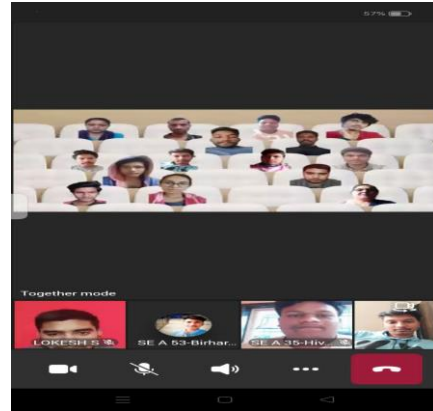 57%
Together mode
LOKESH S
SE A 53-Birhar...
SE A 35-Hiv